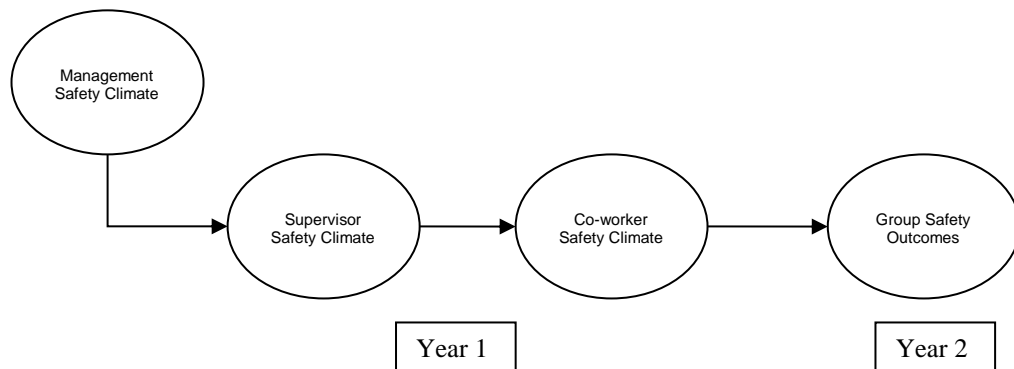 Management
Safety Climate
Supervisor
Safety Climate
Co-worker
Safety Climate
Group Safety
Outcomes
Year 1
Year 2